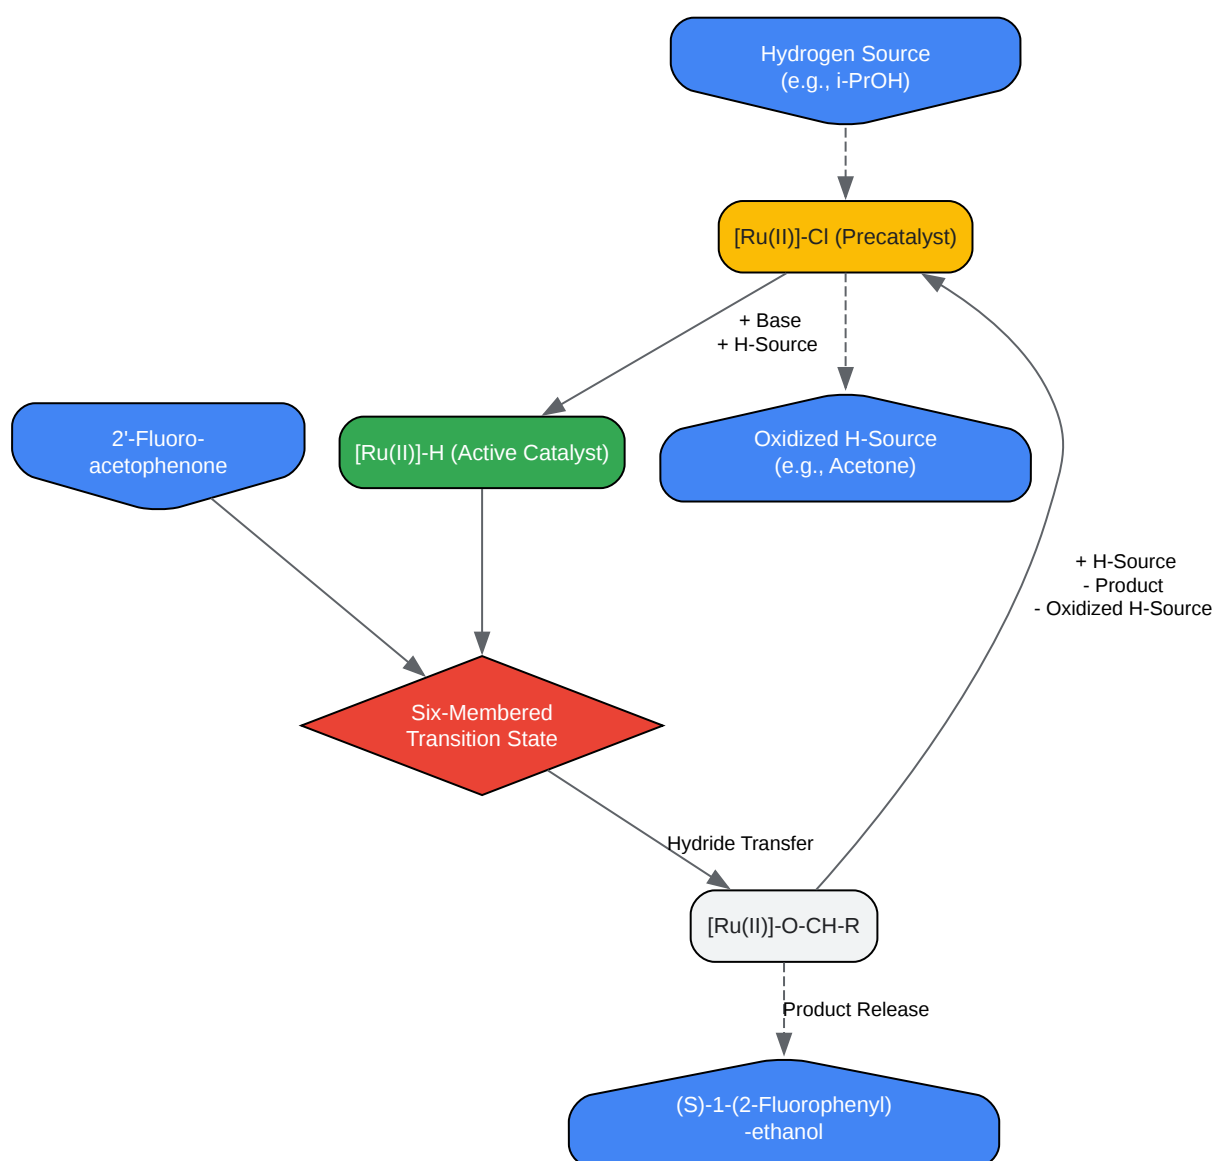 Hydrogen Source
(e.g., i-PrOH)
[Ru(II)]-Cl (Precatalyst)
+ Base
+ H-Source
2'-Fluoro-
acetophenone
[Ru(II)]-H (Active Catalyst)
Oxidized H-Source
(e.g., Acetone)
+ H-Source
- Product
- Oxidized H-Source
Six-Membered
Transition State
Hydride Transfer
[Ru(II)]-O-CH-R
Product Release
(S)-1-(2-Fluorophenyl)
-ethanol